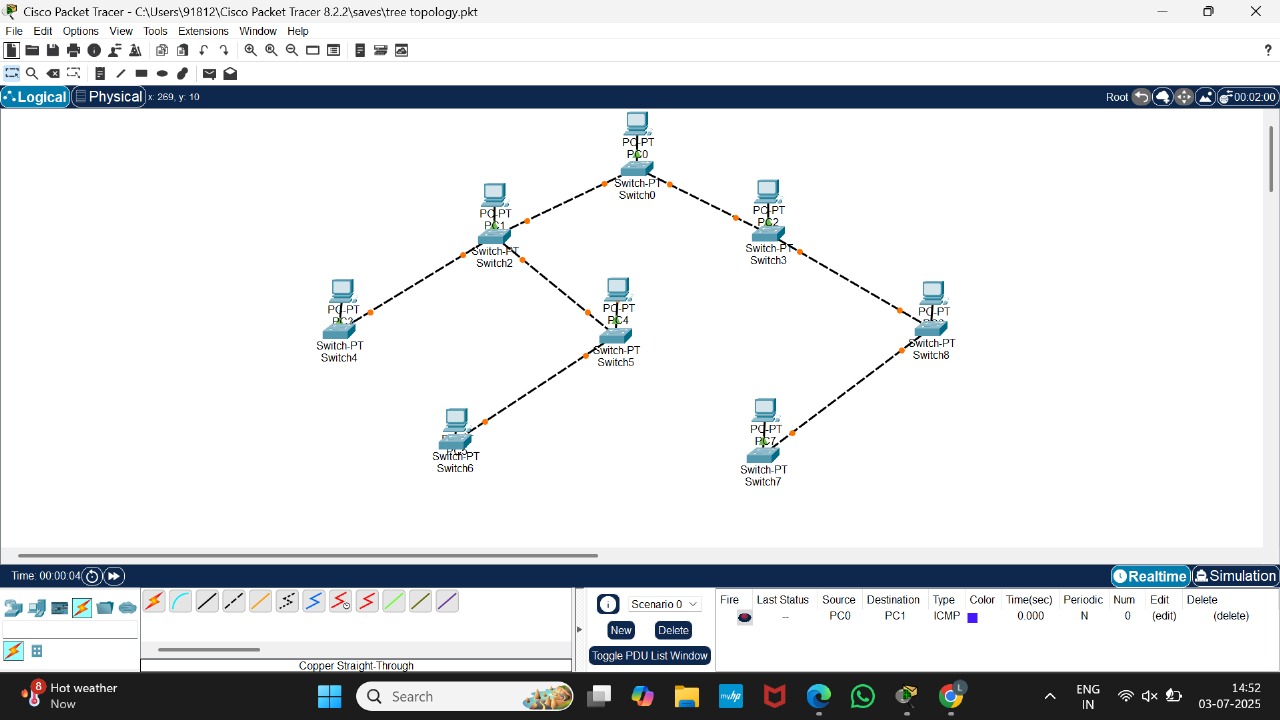 Cisco Packet Tracer - C:\Users\91812\Cisco Packet Tracer 8.2.2\saves\tree topology.pkt
File Edit Options View Tools Extensions Window Help
?
Logical Physical x: 269, y: 10 Root 00:02:00
PC-PT
PC0
Switch-PT
Switch0
PC-PT
PC1
Switch-PT
Switch2
PC-PT
PC2
Switch-PT
Switch3
PC-PT
Switch-PT
Switch4
PC-PT
PC4
Switch-PT
Switch5
PC-PT
Switch-PT
Switch8
Switch-PT
Switch6
PC-PT
PC7
Switch-PT
Switch7
Time: 00:00:04 Realtime Simulation
Scenario 0
New Delete
Toggle PDU List Window
Fire Last Status Source Destination Type Color Time(sec) Periodic Num Edit Delete
-- PC0 PC1 ICMP 0.000 N 0 (edit) (delete)
Copper Straight-Through
8 Hot weather
Now
Search
myhp
L
ENG
IN
14:52
03-07-2025